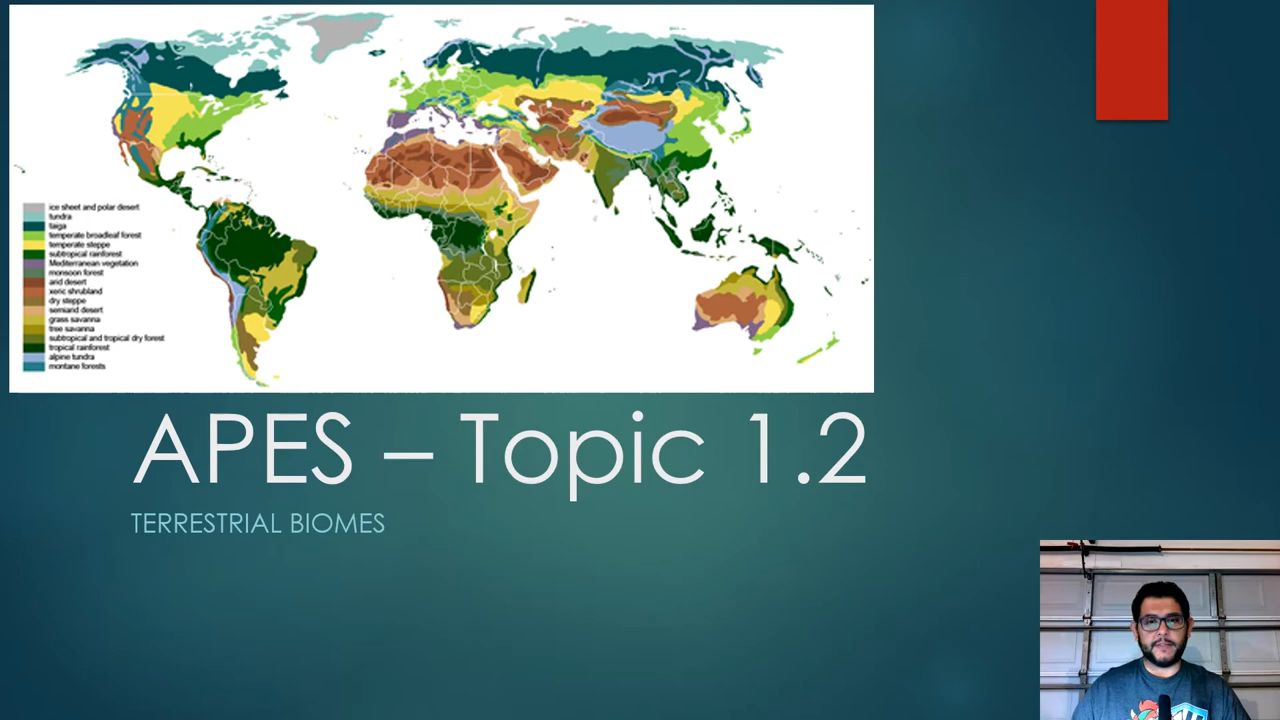 ice sheet and polar desert
tundra
taiga
temperate broadleaf forest
temperate steppe
subtropical rainforest
Mediterranean vegetation
monsoon forest
arid desert
xeric shrubland
dry steppe
semiarid desert
grass savanna
tree savanna
subtropical and tropical dry forest
tropical rainforest
alpine tundra
montane forests
APES – Topic 1.2
TERRESTRIAL BIOMES